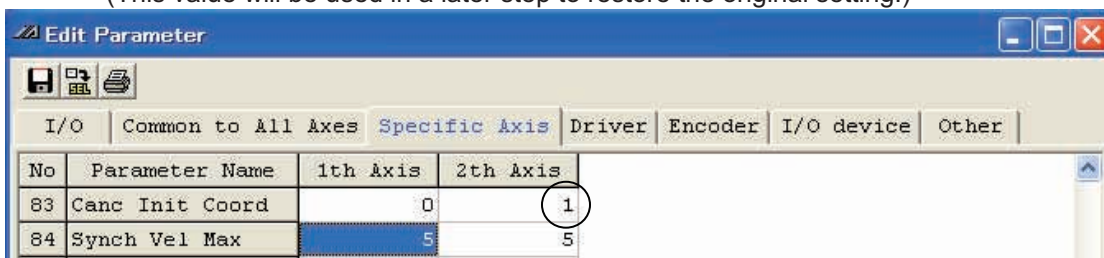 (This value will be used in a later step to restore the original setting.)
Edit Parameter
SEL
I/O Common to All Axes Specific Axis Driver Encoder I/O device Other
No Parameter Name 1th Axis 2th Axis
83 Canc Init Coord 0 1
84 Synch Vel Max 5 5